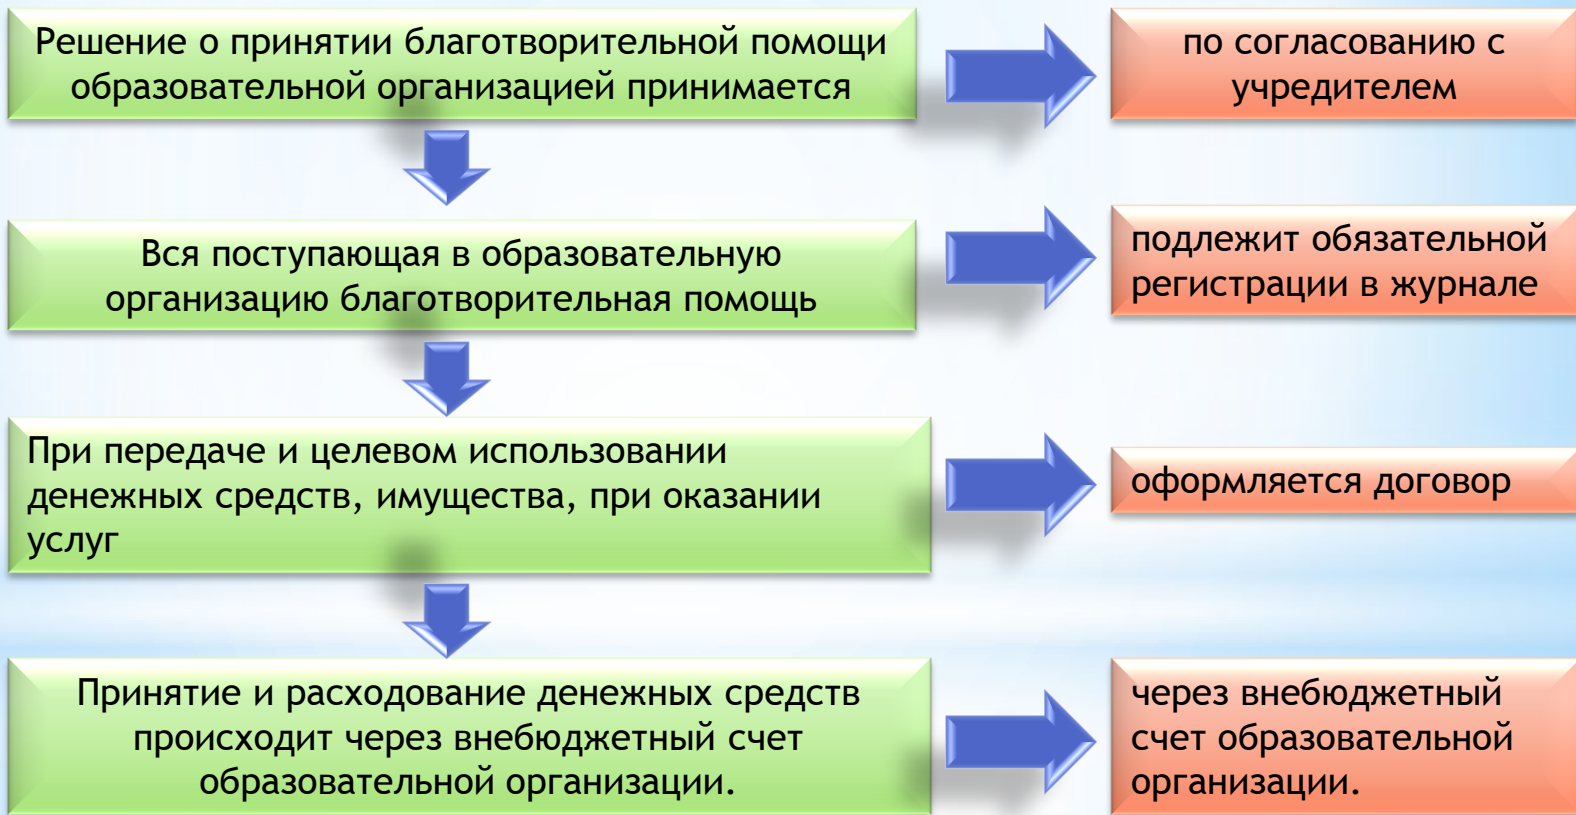 Решение о принятии благотворительной помощи
образовательной организацией принимается
по согласованию с
учредителем
Вся поступающая в образовательную
организацию благотворительная помощь
подлежит обязательной
регистрации в журнале
При передаче и целевом использовании
денежных средств, имущества, при оказании
услуг
оформляется договор
Принятие и расходование денежных средств
происходит через внебюджетный счет
образовательной организации.
через внебюджетный
счет образовательной
организации.